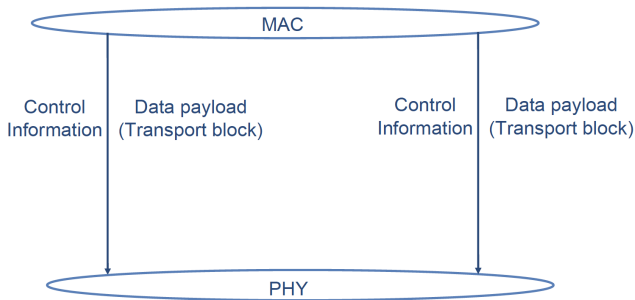 MAC
Control
Information
Data payload
(Transport block)
Control
Information
Data payload
(Transport block)
PHY